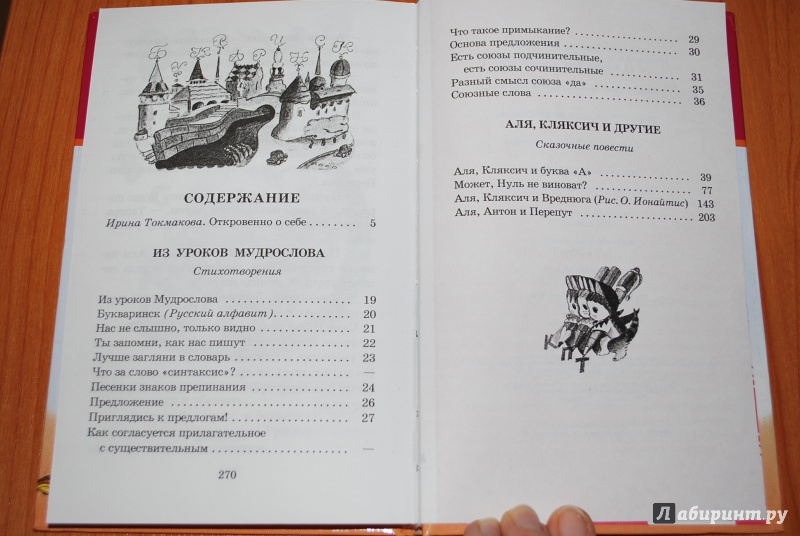 СОДЕРЖАНИЕ
Ирина Токмакова. Откровенно о себе ........ 5
ИЗ УРОКОВ МУДРОСЛОВА
Стихотворения
Из уроков Мудрослова .................. 19
Букваринск (Русский алфавит)............ 20
Нас не слышно, только видно ............. 21
Ты запомни, как нас пишут .............. 22
Лучше загляни в словарь ................ 23
Что за слово «синтаксис»? ............... —
Песенки знаков препинания .............. 24
Предложение ......................... 26
Приглядись к предлогам! ................ 27
Как согласуется прилагательное
с существительным ................... —
270
Что такое примыкание? ................. 29
Основа предложения ................... 30
Есть союзы подчинительные,
есть союзы сочинительные ............. 31
Разный смысл союза «да» ............... 35
Союзные слова ....................... 36
АЛЯ, КЛЯКСИЧ И ДРУГИЕ
Сказочные повести
Аля, Кляксич и буква «А» ............... 39
Может, Нуль не виноват? ................ 77
Аля, Кляксич и Вреднюга (Рис. О. Ионайтис) 143
Аля, Антон и Перепут .................. 203
К П Т
Лабиринт.ру